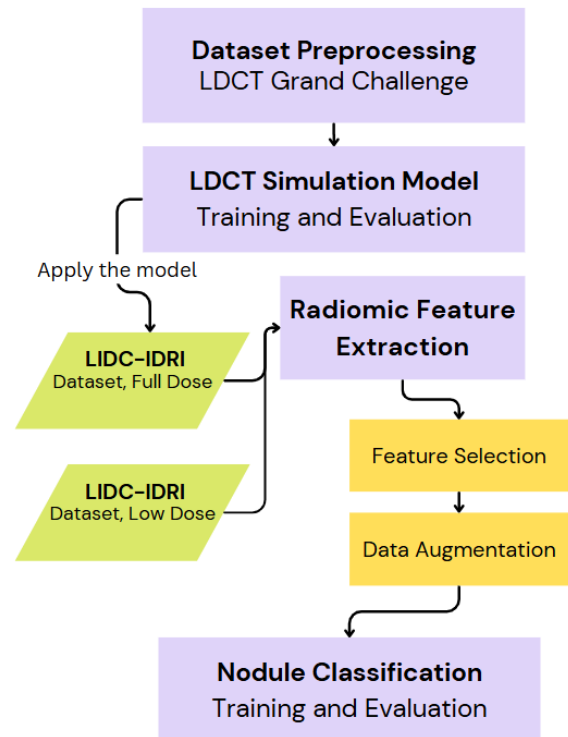 Dataset Preprocessing
LDCT Grand Challenge
LDCT Simulation Model
Training and Evaluation
Apply the model
Radiomic Feature
Extraction
LIDC-IDRI
Dataset, Full Dose
Feature Selection
LIDC-IDRI
Dataset, Low Dose
Data Augmentation
Nodule Classification
Training and Evaluation